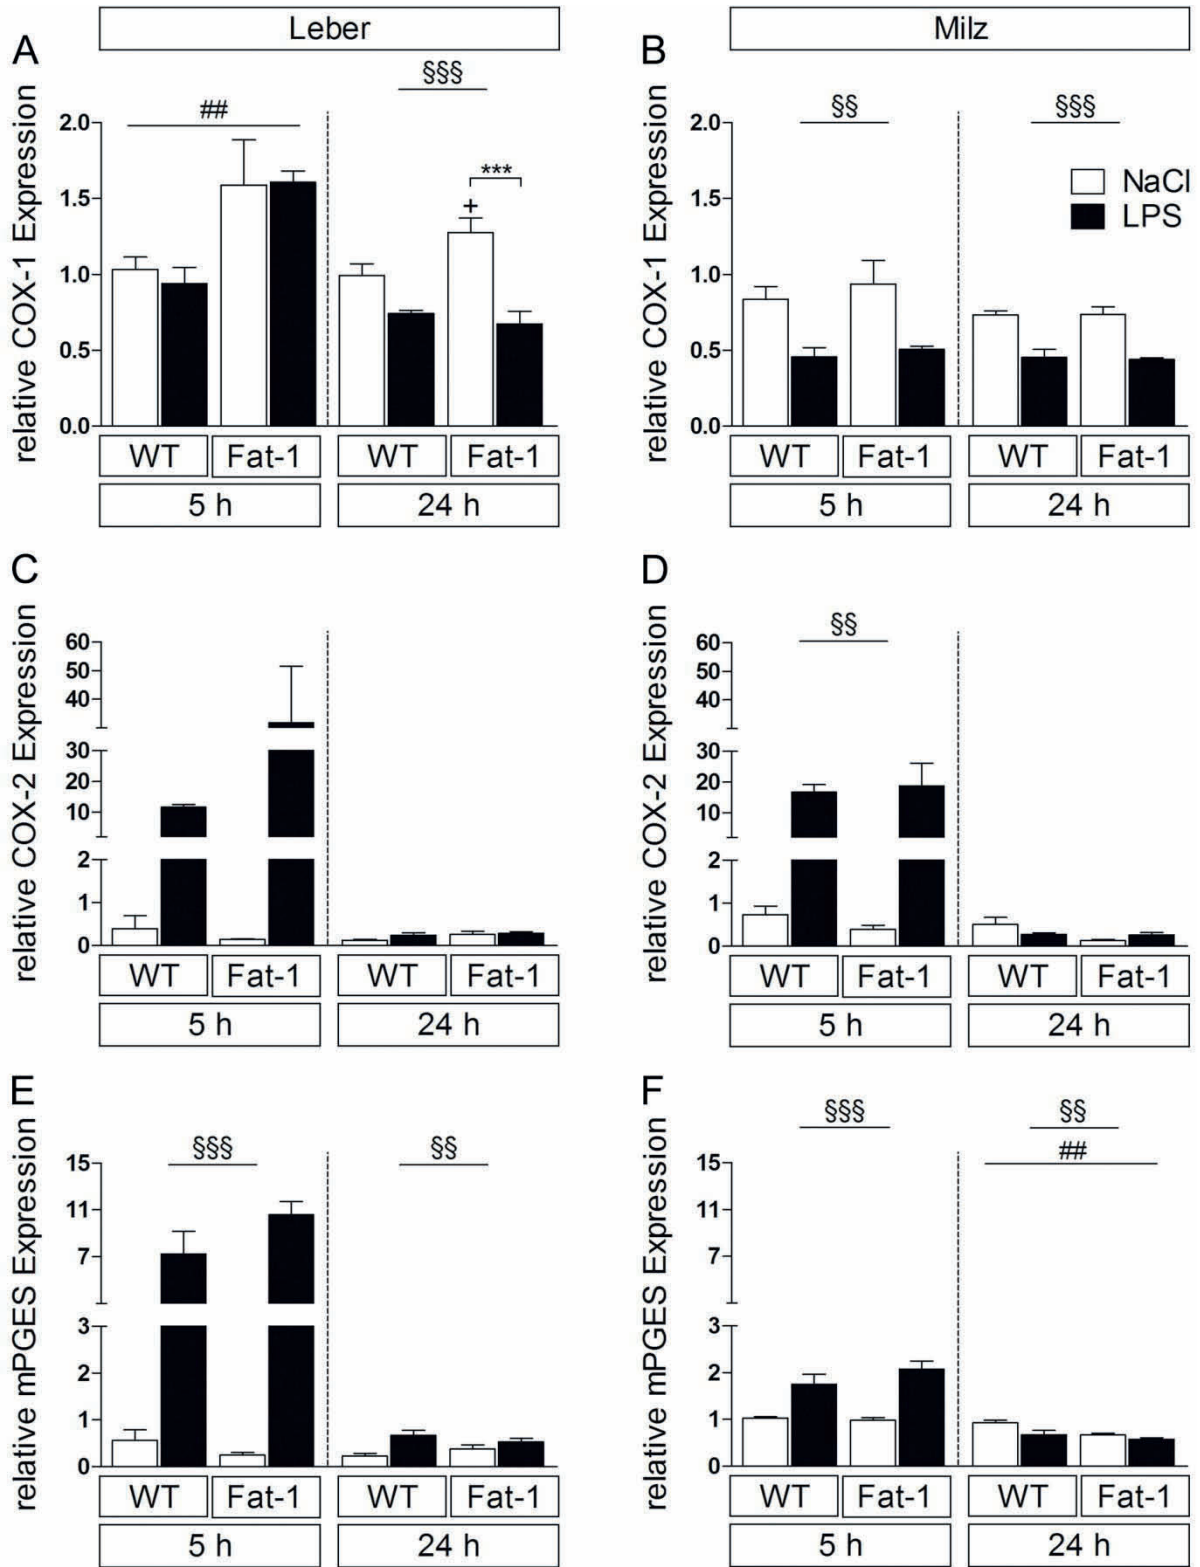 Leber
Milz
A
B
relative COX-1 Expression
##
§§§
+
***
2.0
1.5
1.0
0.5
0.0
WT
Fat-1
WT
Fat-1
5 h
24 h
relative COX-1 Expression
§§
§§§
NaCl
LPS
2.0
1.5
1.0
0.5
0.0
WT
Fat-1
WT
Fat-1
5 h
24 h
C
D
relative COX-2 Expression
60
50
40
30
20
10
2
1
0
WT
Fat-1
WT
Fat-1
5 h
24 h
relative COX-2 Expression
§§
60
50
40
30
20
10
2
1
0
WT
Fat-1
WT
Fat-1
5 h
24 h
E
F
relative mPGES Expression
§§§
§§
15
11
7
3
2
1
0
WT
Fat-1
WT
Fat-1
5 h
24 h
relative mPGES Expression
§§§
§§
##
15
11
7
3
2
1
0
WT
Fat-1
WT
Fat-1
5 h
24 h